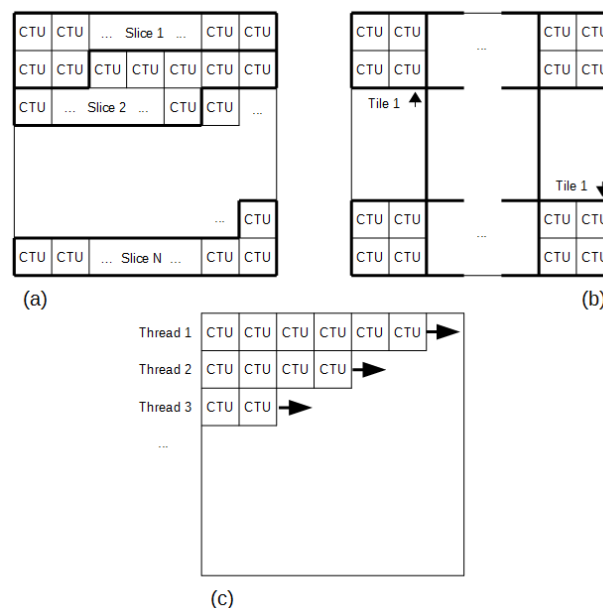 CTU CTU ... Slice 1 ... CTU CTU
CTU CTU CTU CTU CTU CTU CTU
CTU ... Slice 2 ... CTU CTU ...
... CTU
CTU CTU ... Slice N ... CTU CTU
(a)
CTU CTU ... CTU CTU
CTU CTU CTU CTU
Tile 1
Tile 1
CTU CTU ... CTU CTU
CTU CTU CTU CTU
(b)
Thread 1 CTU CTU CTU CTU CTU CTU
Thread 2 CTU CTU CTU CTU
Thread 3 CTU CTU
...
(c)